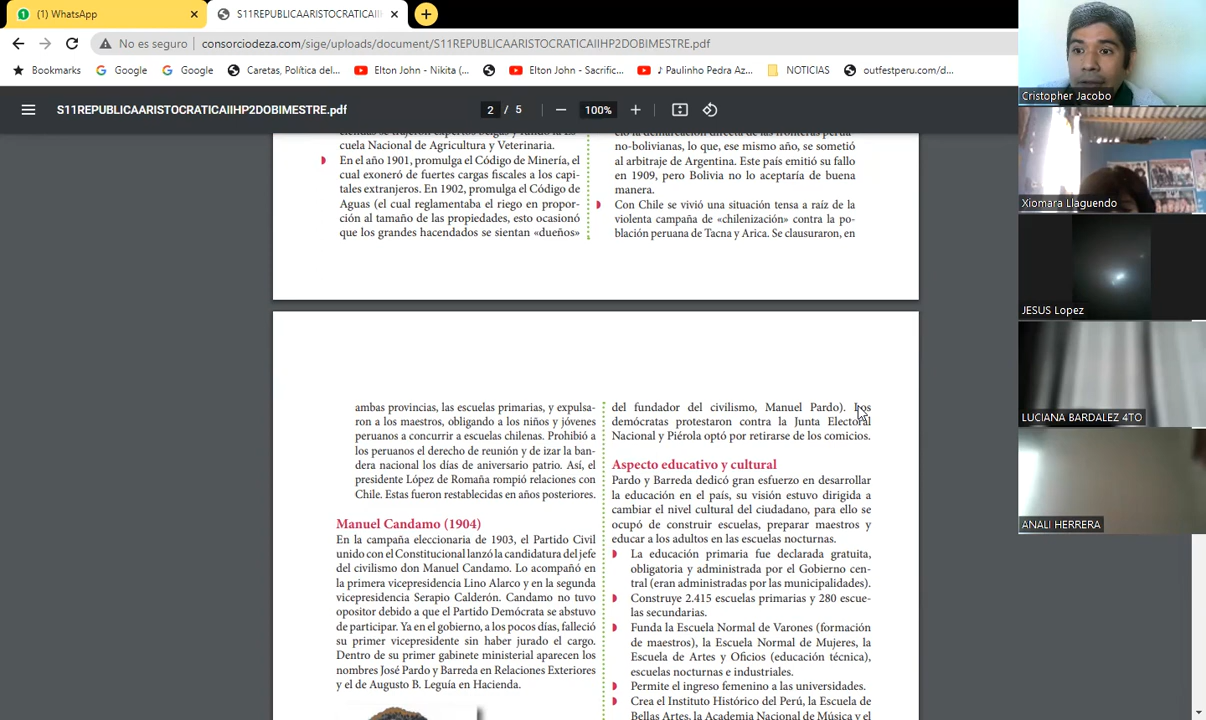 (1) WhatsApp
S11REPUBLICAARISTOCRATICAIIH
No es seguro
consorciodeza.com/sige/uploads/document/S11REPUBLICAARISTOCRATICAIIHP2DOBIMESTRE.pdf
Bookmarks
Google
Google
Caretas, Política del...
Elton John - Nikita (...
Elton John - Sacrific...
♪ Paulinho Pedra Az...
NOTICIAS
outfestperu.com/d...
S11REPUBLICAARISTOCRATICAIIHP2DOBIMESTRE.pdf
2 / 5
100%
ciendas se trajeron expertos belgas y fundó la Es-
cuela Nacional de Agricultura y Veterinaria.
En el año 1901, promulga el Código de Minería, el
cual exoneró de fuertes cargas fiscales a los capi-
tales extranjeros. En 1902, promulga el Código de
Aguas (el cual reglamentaba el riego en propor-
ción al tamaño de las propiedades, esto ocasionó
que los grandes hacendados se sientan «dueños»
ció la demarcación directa de las fronteras perua-
no-bolivianas, lo que, ese mismo año, se sometió
al arbitraje de Argentina. Este país emitió su fallo
en 1909, pero Bolivia no lo aceptaría de buena
manera.
Con Chile se vivió una situación tensa a raíz de la
violenta campaña de «chilenización» contra la po-
blación peruana de Tacna y Arica. Se clausuraron, en
ambas provincias, las escuelas primarias, y expulsa-
ron a los maestros, obligando a los niños y jóvenes
peruanos a concurrir a escuelas chilenas. Prohibió a
los peruanos el derecho de reunión y de izar la ban-
dera nacional los días de aniversario patrio. Así, el
presidente López de Romaña rompió relaciones con
Chile. Estas fueron restablecidas en años posteriores.
Manuel Candamo (1904)
En la campaña eleccionaria de 1903, el Partido Civil
unido con el Constitucional lanzó la candidatura del jefe
del civilismo don Manuel Candamo. Lo acompañó en
la primera vicepresidencia Lino Alarco y en la segunda
vicepresidencia Serapio Calderón. Candamo no tuvo
opositor debido a que el Partido Demócrata se abstuvo
de participar. Ya en el gobierno, a los pocos días, falleció
su primer vicepresidente sin haber jurado el cargo.
Dentro de su primer gabinete ministerial aparecen los
nombres José Pardo y Barreda en Relaciones Exteriores
y el de Augusto B. Leguía en Hacienda.
del fundador del civilismo, Manuel Pardo). Los
demócratas protestaron contra la Junta Electoral
Nacional y Piérola optó por retirarse de los comicios.
Aspecto educativo y cultural
Pardo y Barreda dedicó gran esfuerzo en desarrollar
la educación en el país, su visión estuvo dirigida a
cambiar el nivel cultural del ciudadano, para ello se
ocupó de construir escuelas, preparar maestros y
educar a los adultos en las escuelas nocturnas.
La educación primaria fue declarada gratuita,
obligatoria y administrada por el Gobierno cen-
tral (eran administradas por las municipalidades).
Construye 2.415 escuelas primarias y 280 escue-
las secundarias.
Funda la Escuela Normal de Varones (formación
de maestros), la Escuela Normal de Mujeres, la
Escuela de Artes y Oficios (educación técnica),
escuelas nocturnas e industriales.
Permite el ingreso femenino a las universidades.
Crea el Instituto Histórico del Perú, la Escuela de
Bellas Artes, la Academia Nacional de Música y el
Cristopher Jacobo
Xiomara Llaguendo
JESUS Lopez
LUCIANA BARDALEZ 4TO
ANALI HERRERA